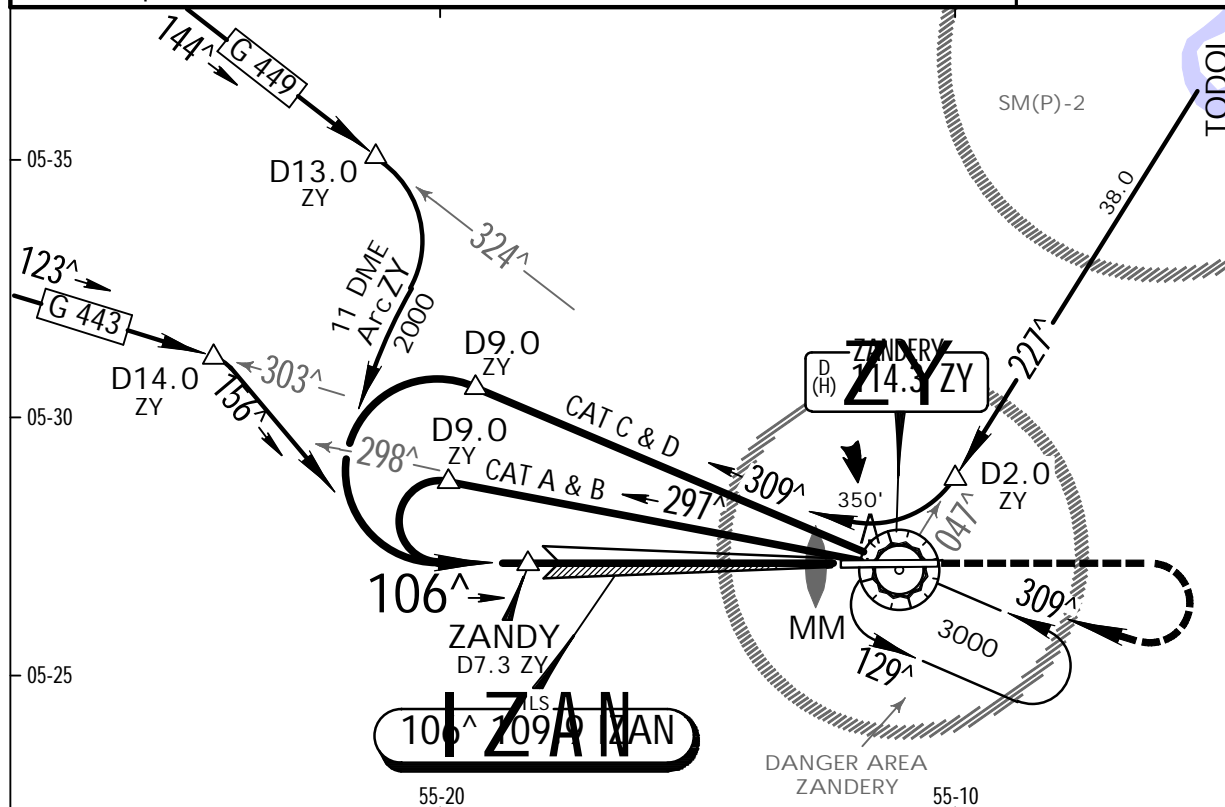 144^
G 449
SM(P)-2
TODOI
05-35
D13.0
ZY
38.0
324^
123^
G 443
11 DME
Arc ZY
2000
D9.0
ZY
ZANDERY
D
(H)
114.3 ZY
ZY
227^
D14.0
ZY
303^
156^
05-30
CAT C & D
D9.0
ZY
298^
CAT A & B
297^
309^
350'
D2.0
ZY
047^
106^
MM
309^
3000
129^
ZANDY
D7.3 ZY
05-25
ILS
106^ 109.9 IZAN
IZAN
DANGER AREA
ZANDERY
55-20
55-10